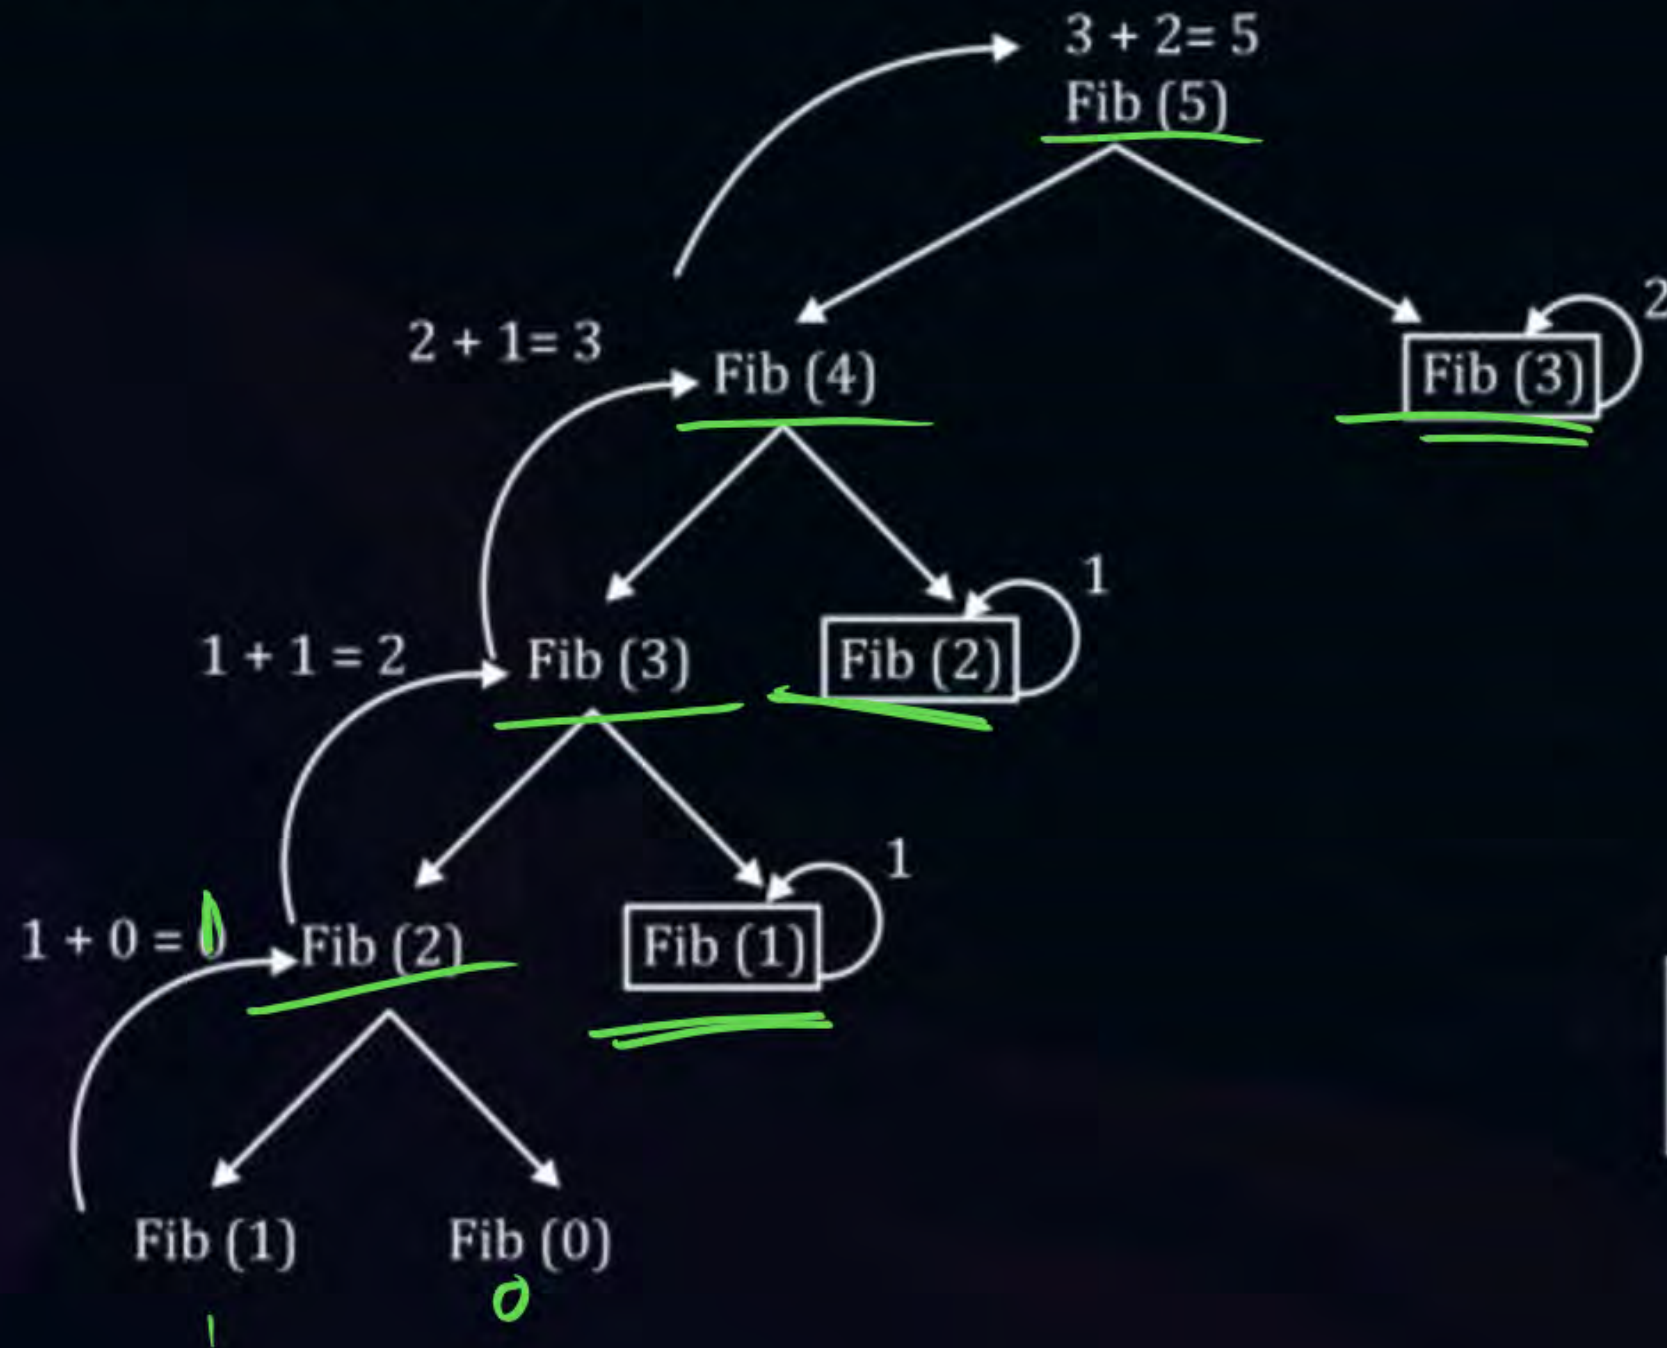 3 + 2= 5
Fib (5)
2 + 1= 3
Fib (4)
Fib (3)
2
1 + 1 = 2
Fib (3)
Fib (2)
1
1 + 0 = 0
Fib (2)
Fib (1)
1
Fib (1)
Fib (0)
1
0